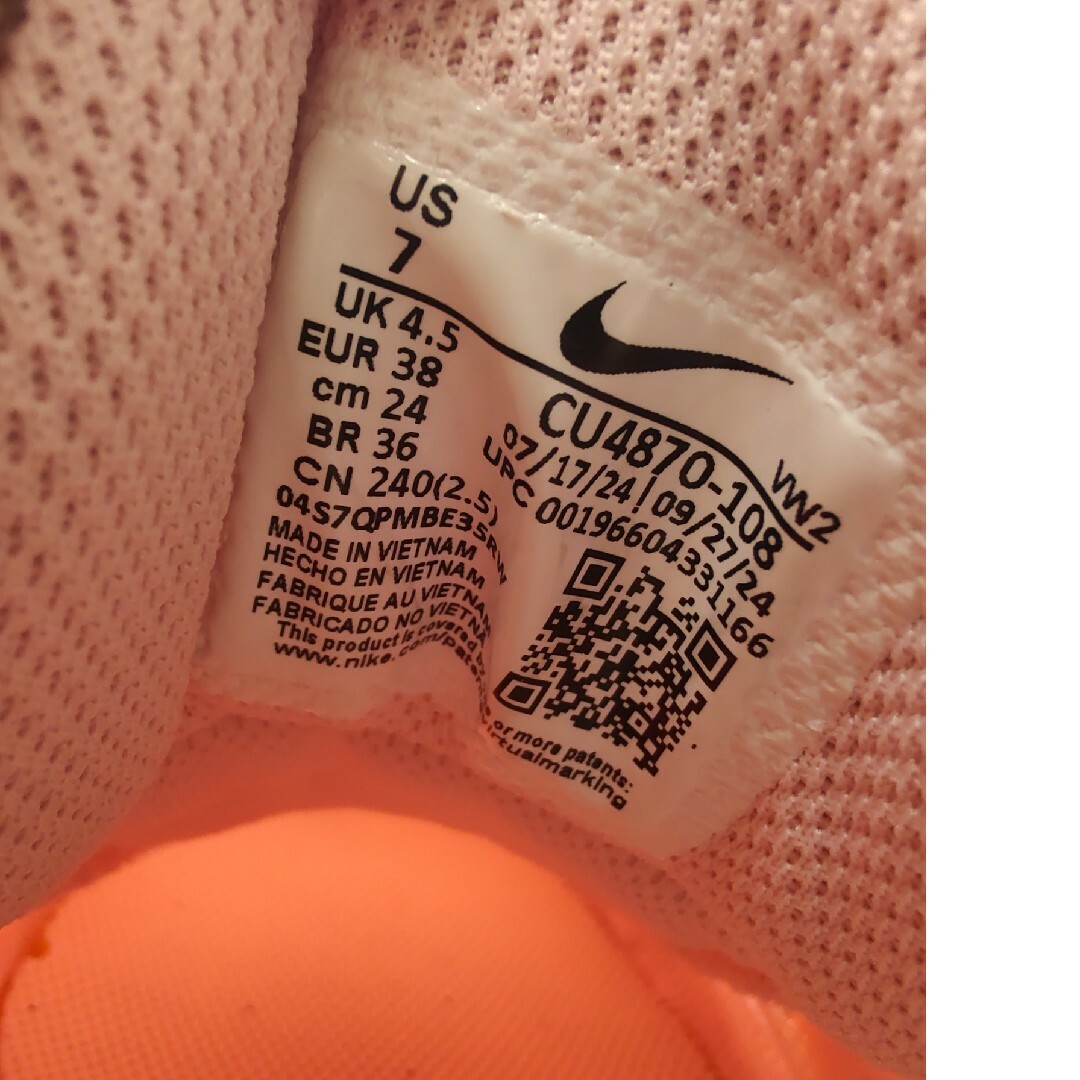 US
7
UK 4.5
EUR 38
cm 24
BR 36
CN 240(2.5)
04S7QPMBE35RW
MADE IN VIETNAM
HECHO EN VIETNAM
FABRIQUE AU VIETNAM
FABRICADO NO VIETNA
This product is covered b
www.nike.com/pat
CU4870-108
VW2
07/17/24|09/27/24
UPC 00196604331166
or more patents:
irtualmarking